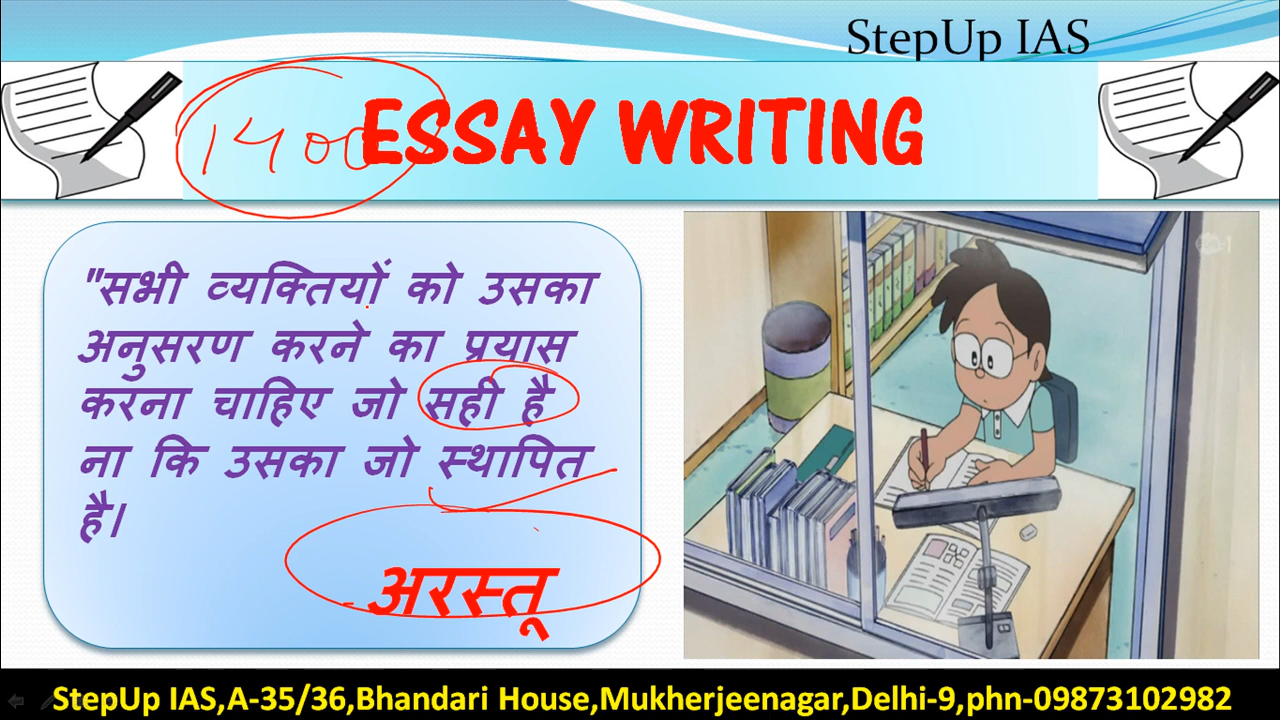 StepUp IAS
1400
ESSAY WRITING
"सभी व्यक्तियों को उसका
अनुसरण करने का प्रयास
करना चाहिए जो सही है
ना कि उसका जो स्थापित
है।
- अरस्तू
StepUp IAS,A-35/36,Bhandari House,Mukherjeenagar,Delhi-9,phn-09873102982